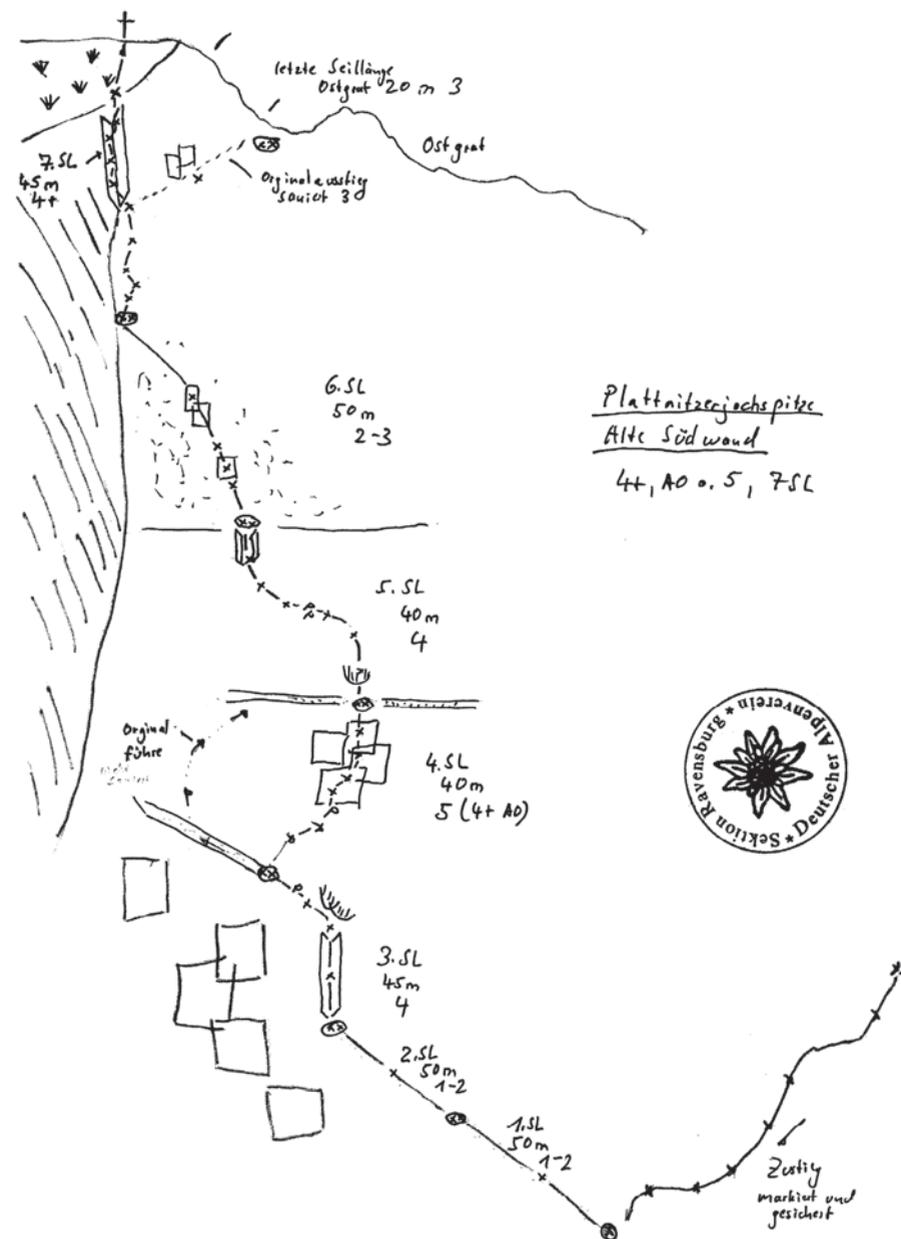 letzte Seillänge
Ostgrat 20 m 3
Ostgrat
7.SL
45m
4+
Orginalausstieg
soweit 3
6.SL
50m
2-3
Plattnitzerjochspitze
Alte Südwand
4+, A0 o. 5, 7SL
5.SL
40m
4
Orginal
führe
4.SL
40m
5 (4+ A0)
Sektion Ravensburg * Deutscher Alpenverein *
3.SL
45m
4
2.SL
50m
1-2
1.SL
50m
1-2
Zustieg
markiert und
gesichert